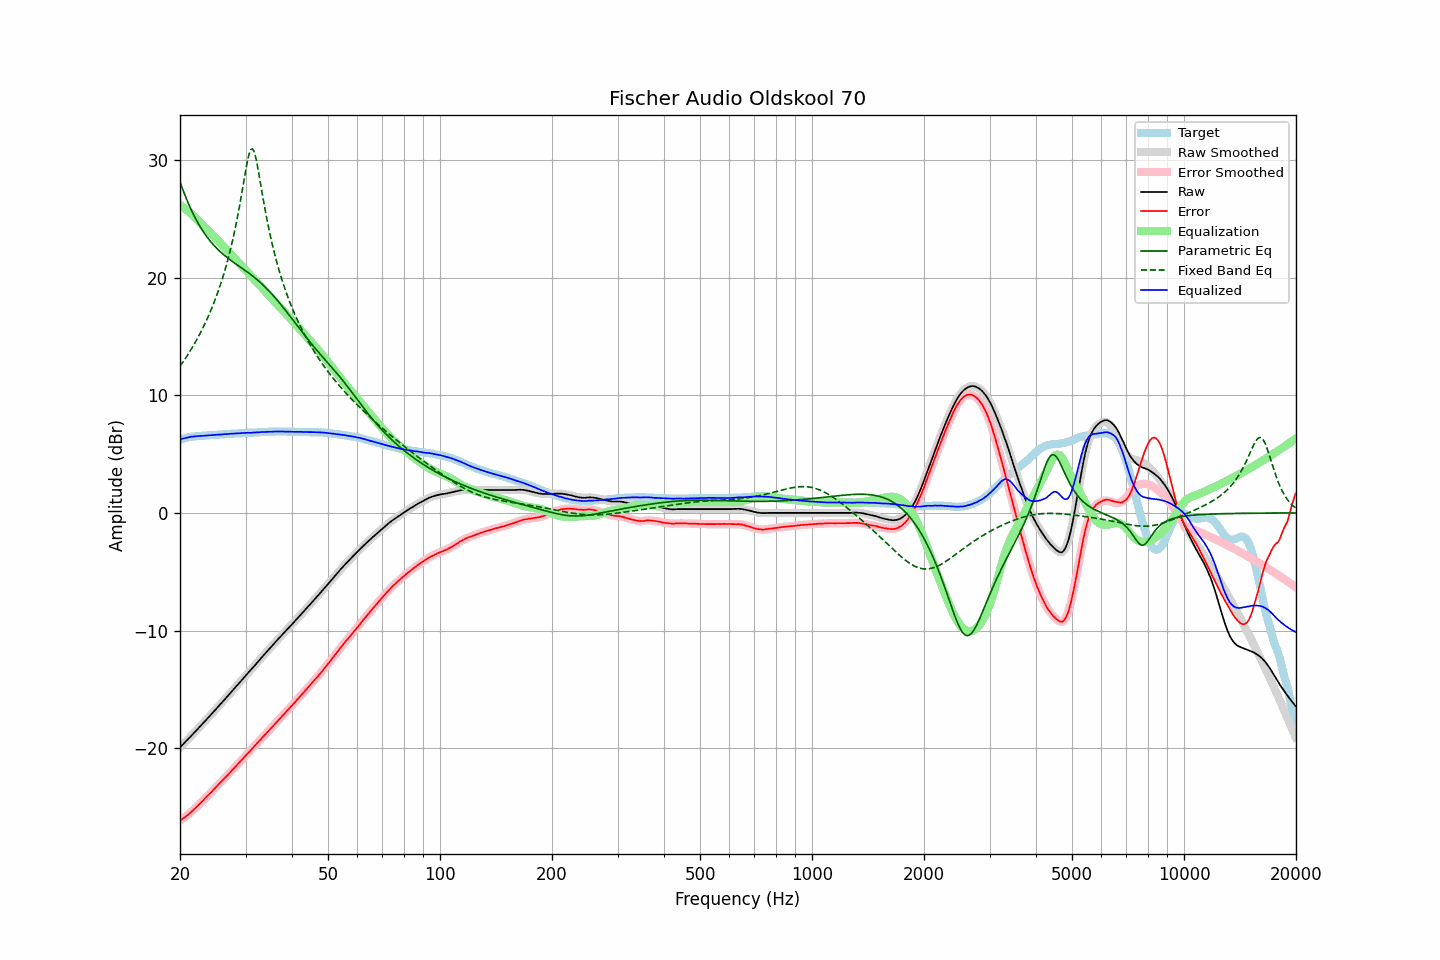 Fischer Audio Oldskool 70
Target
Raw Smoothed
Error Smoothed
Raw
Error
Equalization
Parametric Eq
Fixed Band Eq
Equalized
30
20
10
0
−10
−20
Amplitude (dBr)
20 50 100 200 500 1000 2000 5000 10000 20000
Frequency (Hz)